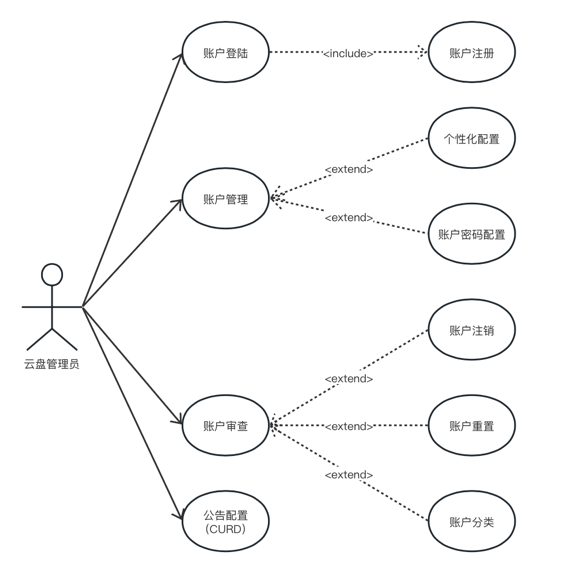 账户登陆
<include>
账户注册
个性化配置
<extend>
账户管理
<extend>
账户密码配置
云盘管理员
账户注销
<extend>
账户审查
<extend>
账户重置
<extend>
公告配置
(CURD)
账户分类